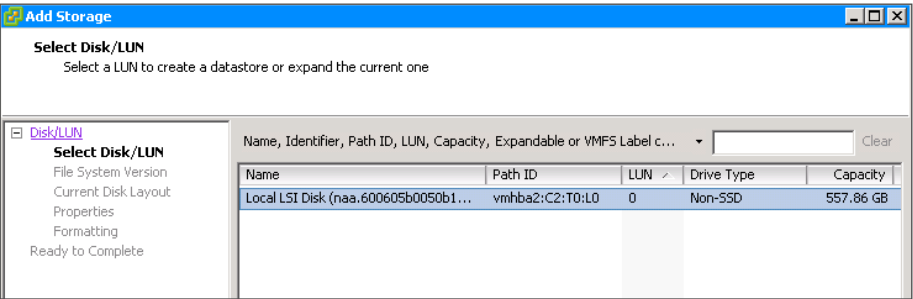 Add Storage
Select Disk/LUN
Select a LUN to create a datastore or expand the current one
Disk/LUN
Select Disk/LUN
File System Version
Current Disk Layout
Properties
Formatting
Ready to Complete
Name, Identifier, Path ID, LUN, Capacity, Expandable or VMFS Label c... Clear
Name Path ID LUN Drive Type Capacity
Local LSI Disk (naa.600605b0050b1... vmhba2:C2:T0:L0 0 Non-SSD 557.86 GB